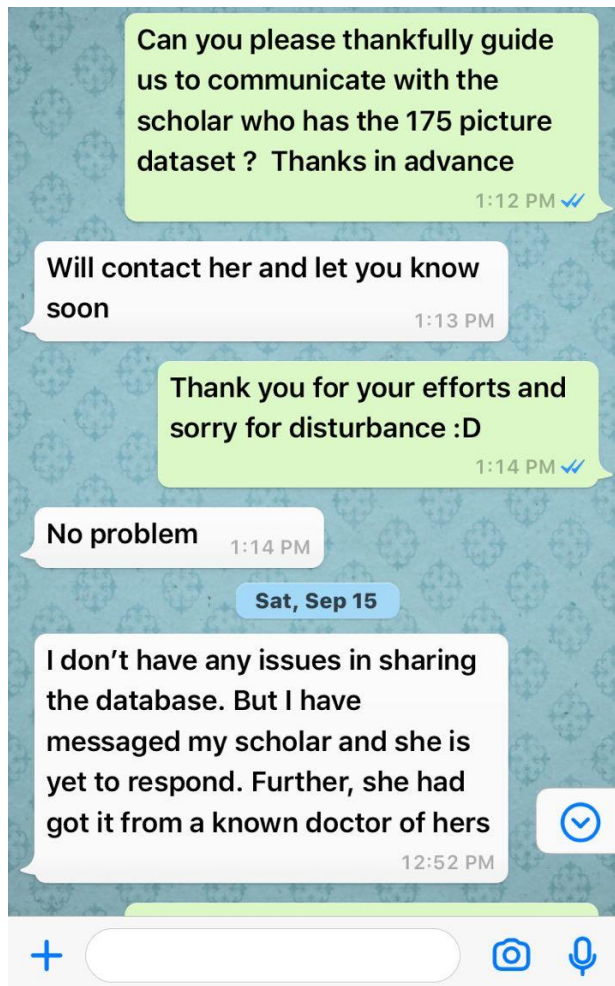 Can you please thankfully guide
us to communicate with the
scholar who has the 175 picture
dataset ?  Thanks in advance
1:12 PM
Will contact her and let you know
soon
1:13 PM
Thank you for your efforts and
sorry for disturbance :D
1:14 PM
No problem
1:14 PM
Sat, Sep 15
I don’t have any issues in sharing
the database. But I have
messaged my scholar and she is
yet to respond. Further, she had
got it from a known doctor of hers
12:52 PM